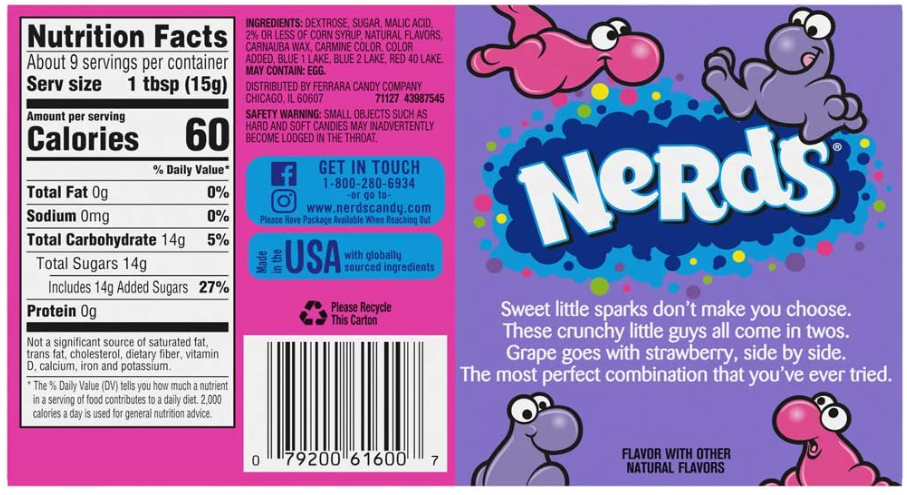 Nutrition Facts
About 9 servings per container
Serv size 1 tbsp (15g)
Amount per serving
Calories 60
% Daily Value*
Total Fat 0g 0%
Sodium 0mg 0%
Total Carbohydrate 14g 5%
Total Sugars 14g
Includes 14g Added Sugars 27%
Protein 0g
Not a significant source of saturated fat,
trans fat, cholesterol, dietary fiber, vitamin
D, calcium, iron and potassium.
* The % Daily Value (DV) tells you how much a nutrient
in a serving of food contributes to a daily diet. 2,000
calories a day is used for general nutrition advice.
INGREDIENTS: DEXTROSE, SUGAR, MALIC ACID,
2% OR LESS OF CORN SYRUP, NATURAL FLAVORS,
CARNAUBA WAX, CARMINE COLOR, COLOR
ADDED, BLUE 1 LAKE, BLUE 2 LAKE, RED 40 LAKE.
MAY CONTAIN: EGG.
DISTRIBUTED BY FERRARA CANDY COMPANY
CHICAGO, IL 60607 71127 43987545
SAFETY WARNING: SMALL OBJECTS SUCH AS
HARD AND SOFT CANDIES MAY INADVERTENTLY
BECOME LODGED IN THE THROAT.
GET IN TOUCH
1-800-280-6934
-or go to-
www.nerdscandy.com
Please Have Package Available When Reaching Out
Made in the USA with globally
sourced ingredients
Please Recycle
This Carton
0 79200 61600 7
NeRdS®
Sweet little sparks don't make you choose.
These crunchy little guys all come in twos.
Grape goes with strawberry, side by side.
The most perfect combination that you've ever tried.
FLAVOR WITH OTHER
NATURAL FLAVORS